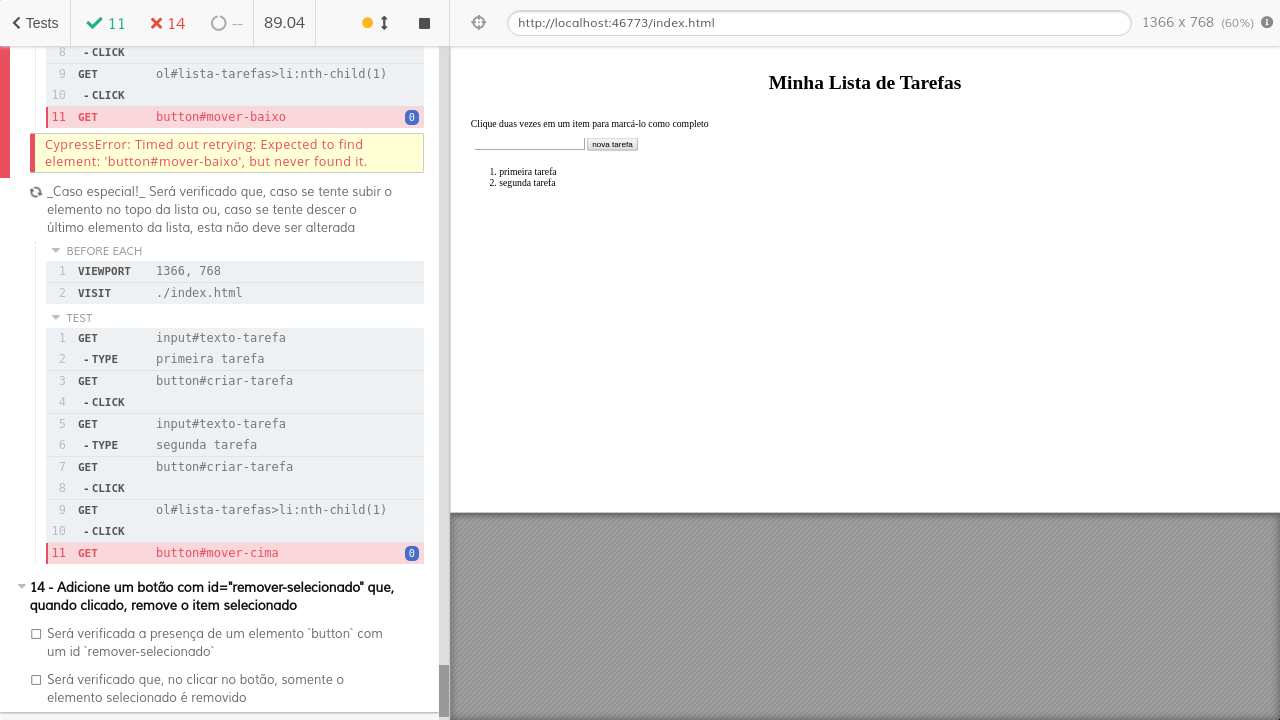 Tests 11 14 -- 89.04
http://localhost:46773/index.html 1366 x 768 (60%)
8 - CLICK
9 GET ol#lista-tarefas>li:nth-child(1)
10 - CLICK
11 GET button#mover-baixo 0
CypressError: Timed out retrying: Expected to find
element: 'button#mover-baixo', but never found it.
_Caso especial!_ Será verificado que, caso se tente subir o
elemento no topo da lista ou, caso se tente descer o
último elemento da lista, esta não deve ser alterada
BEFORE EACH
1 VIEWPORT 1366, 768
2 VISIT ./index.html
TEST
1 GET input#texto-tarefa
2 - TYPE primeira tarefa
3 GET button#criar-tarefa
4 - CLICK
5 GET input#texto-tarefa
6 - TYPE segunda tarefa
7 GET button#criar-tarefa
8 - CLICK
9 GET ol#lista-tarefas>li:nth-child(1)
10 - CLICK
11 GET button#mover-cima 0
14 - Adicione um botão com id="remover-selecionado" que,
quando clicado, remove o item selecionado
Será verificada a presença de um elemento `button` com
um id `remover-selecionado`
Será verificado que, no clicar no botão, somente o
elemento selecionado é removido
Minha Lista de Tarefas
Clique duas vezes em um item para marcá-lo como completo
nova tarefa
1. primeira tarefa
2. segunda tarefa